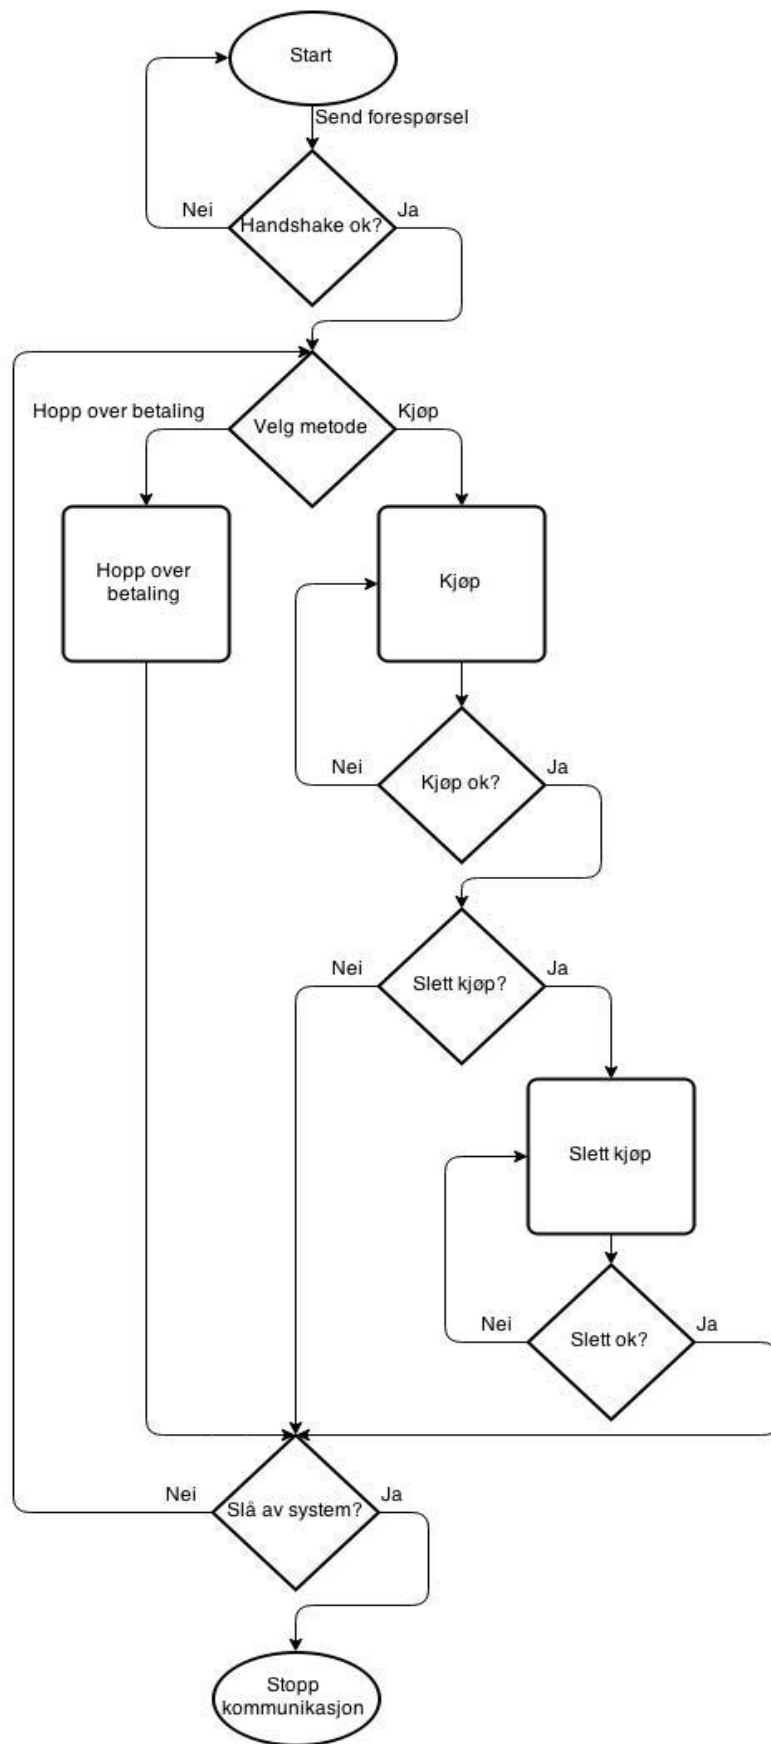 Start
Send forespørsel
Nei
Handshake ok?
Ja
Hopp over betaling
Velg metode
Kjøp
Hopp over
betaling
Kjøp
Nei
Kjøp ok?
Ja
Nei
Slett kjøp?
Ja
Slett kjøp
Nei
Slett ok?
Ja
Nei
Slå av system?
Ja
Stopp
kommunikasjon